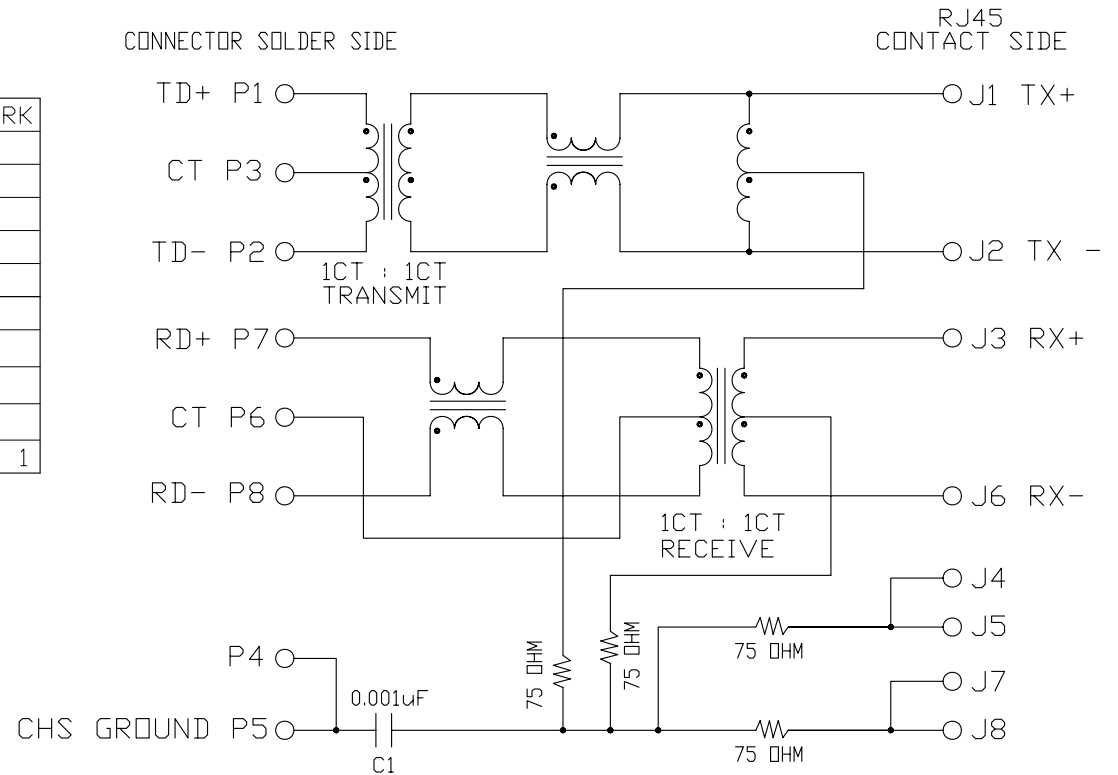 RJ45
CONNECTOR SOLDER SIDE
CONTACT SIDE
TD+ P1
J1 TX+
RK
CT P3
TD- P2
J2 TX -
1CT : 1CT
TRANSMIT
RD+ P7
J3 RX+
CT P6
1
RD- P8
J6 RX-
1CT : 1CT
RECEIVE
J4
J5
75 OHM
75 OHM
75 OHM
P4
J7
0.001uF
CHS GROUND P5
J8
75 OHM
C1